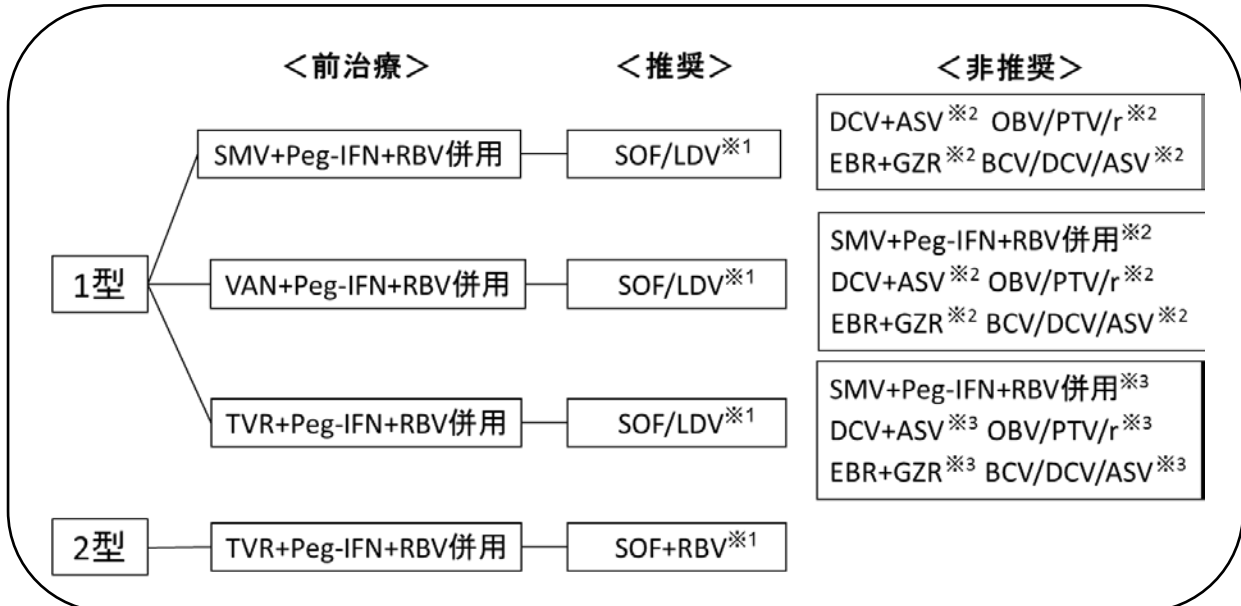 ＜前治療＞
＜推奨＞
＜非推奨＞
1型
SMV+Peg-IFN+RBV併用
SOF/LDV※1
DCV+ASV※2 OBV/PTV/r※2
EBR+GZR※2 BCV/DCV/ASV※2
VAN+Peg-IFN+RBV併用
SOF/LDV※1
SMV+Peg-IFN+RBV併用※2
DCV+ASV※2 OBV/PTV/r※2
EBR+GZR※2 BCV/DCV/ASV※2
TVR+Peg-IFN+RBV併用
SOF/LDV※1
SMV+Peg-IFN+RBV併用※3
DCV+ASV※3 OBV/PTV/r※3
EBR+GZR※3 BCV/DCV/ASV※3
2型
TVR+Peg-IFN+RBV併用
SOF+RBV※1